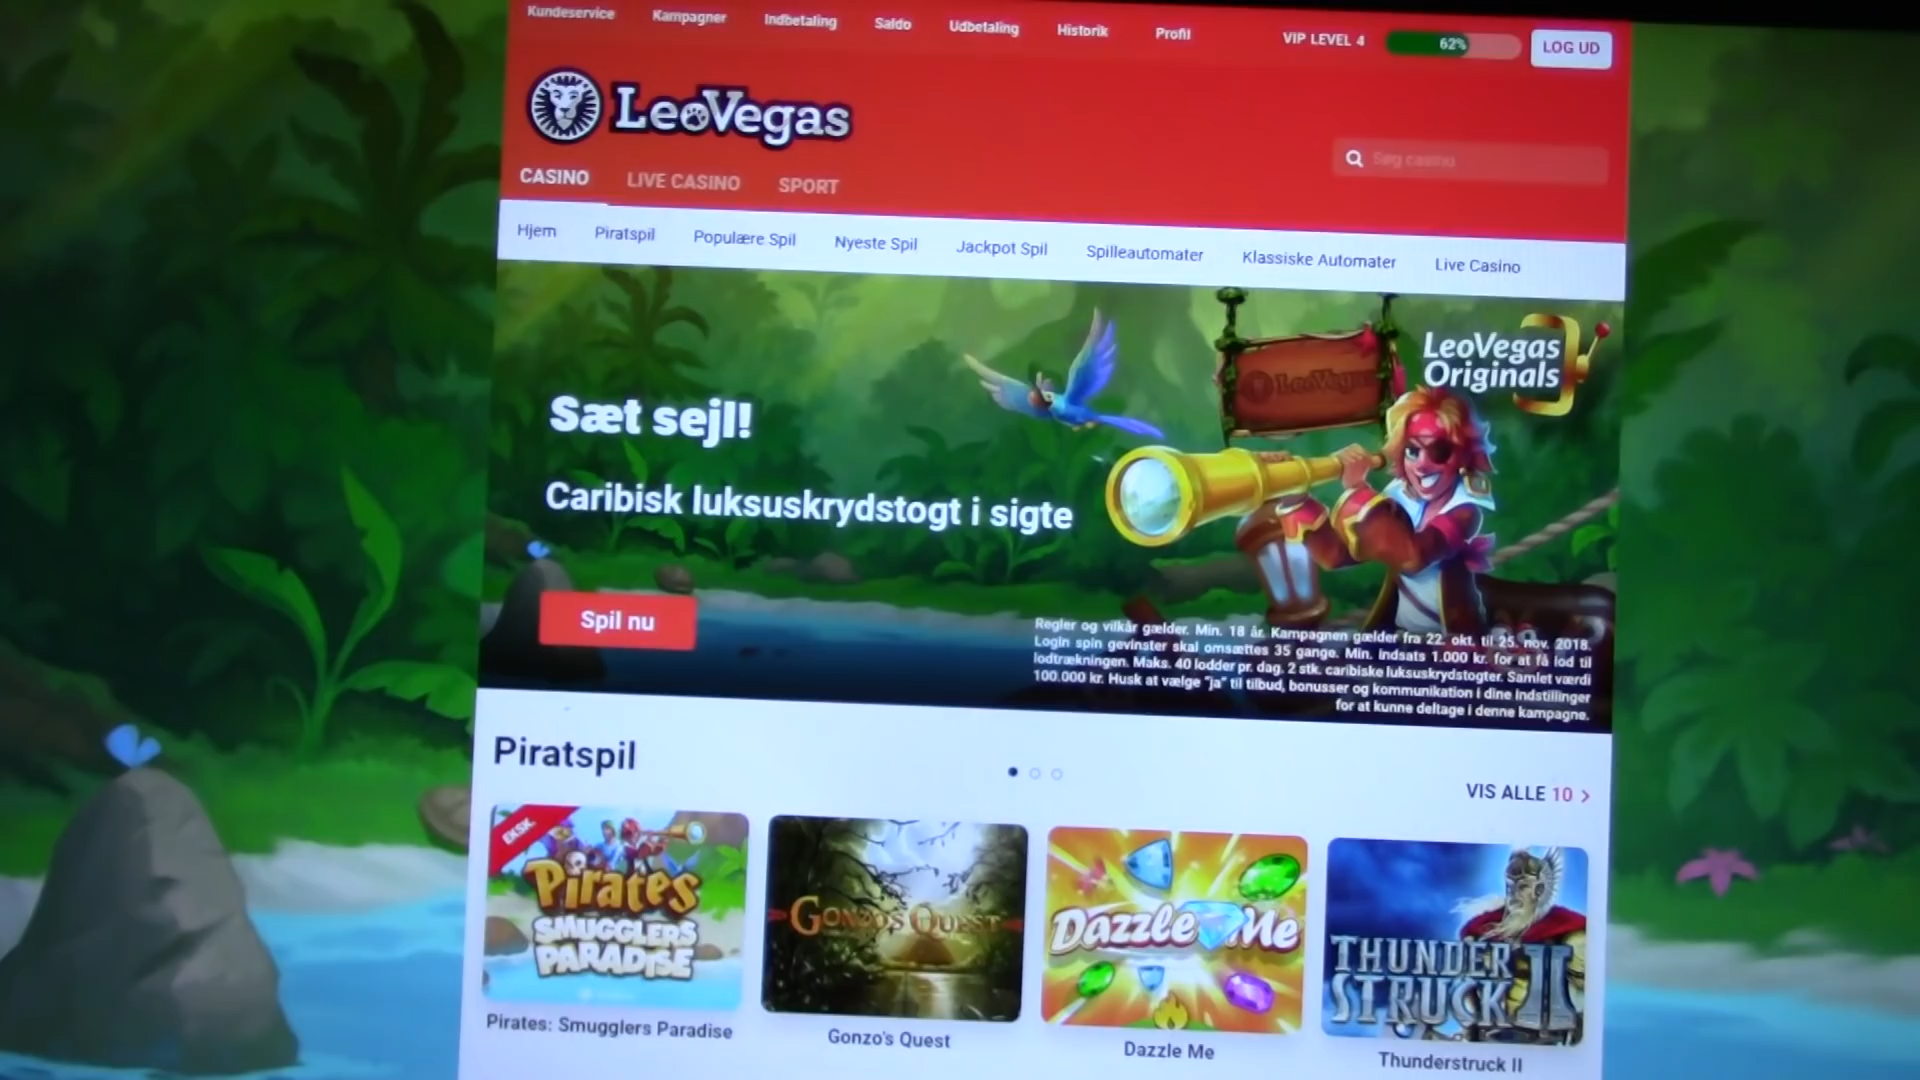 Kundeservice Kampagner Indbetaling Saldo Udbetaling Historik Profil VIP LEVEL 4 62% LOG UD
LeoVegas
Søg casino
CASINO LIVE CASINO SPORT
Hjem Piratspil Populære Spil Nyeste Spil Jackpot Spil Spilleautomater Klassiske Automater Live Casino
LeoVegas
LeoVegas
Originals
Sæt sejl!
Caribisk luksuskrydstogt i sigte
Spil nu
Regler og vilkår gælder. Min. 18 år. Kampagnen gælder fra 22. okt. til 25. nov. 2018.
Login spin gevinster skal omsættes 35 gange. Min. indsats 1.000 kr. for at få lod til
lodtrækningen. Maks. 40 lodder pr. dag. 2 stk. caribiske luksuskrydstogter. Samlet værdi
100.000 kr. Husk at vælge "ja" til tilbud, bonusser og kommunikation i dine indstillinger
for at kunne deltage i denne kampagne.
Piratspil
VIS ALLE 10 >
EKSK.
Pirates
SMUGGLERS
PARADISE
GONZO'S QUEST
Dazzle Me
THUNDER
STRUCK II
Pirates: Smugglers Paradise
Gonzo's Quest
Dazzle Me
Thunderstruck II